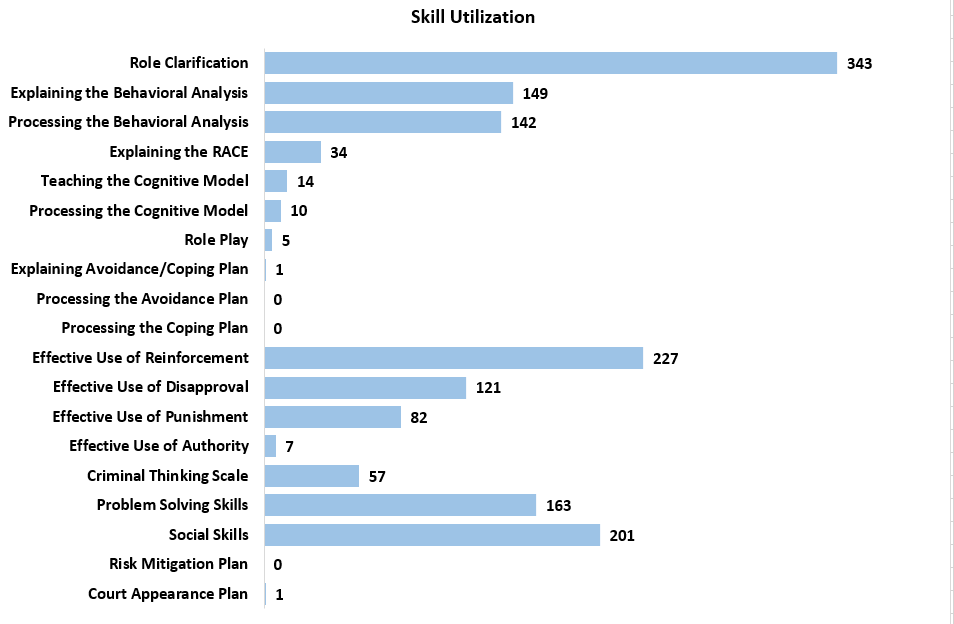 Skill Utilization
Role Clarification 343
Explaining the Behavioral Analysis 149
Processing the Behavioral Analysis 142
Explaining the RACE 34
Teaching the Cognitive Model 14
Processing the Cognitive Model 10
Role Play 5
Explaining Avoidance/Coping Plan 1
Processing the Avoidance Plan 0
Processing the Coping Plan 0
Effective Use of Reinforcement 227
Effective Use of Disapproval 121
Effective Use of Punishment 82
Effective Use of Authority 7
Criminal Thinking Scale 57
Problem Solving Skills 163
Social Skills 201
Risk Mitigation Plan 0
Court Appearance Plan 1